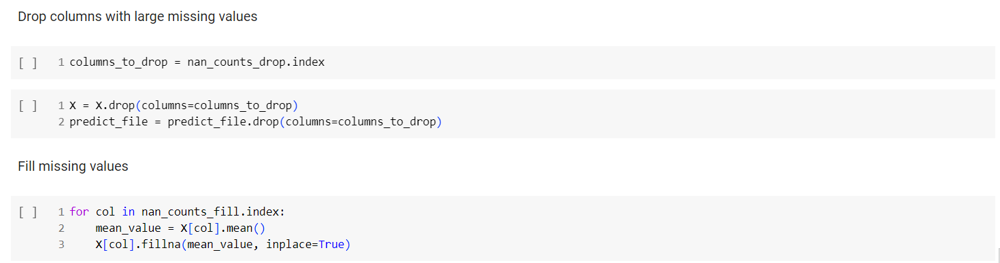 Drop columns with large missing values
[ ] 1 columns_to_drop = nan_counts_drop.index
[ ] 1 X = X.drop(columns=columns_to_drop)
2 predict_file = predict_file.drop(columns=columns_to_drop)
Fill missing values
[ ] 1 for col in nan_counts_fill.index:
2     mean_value = X[col].mean()
3     X[col].fillna(mean_value, inplace=True)